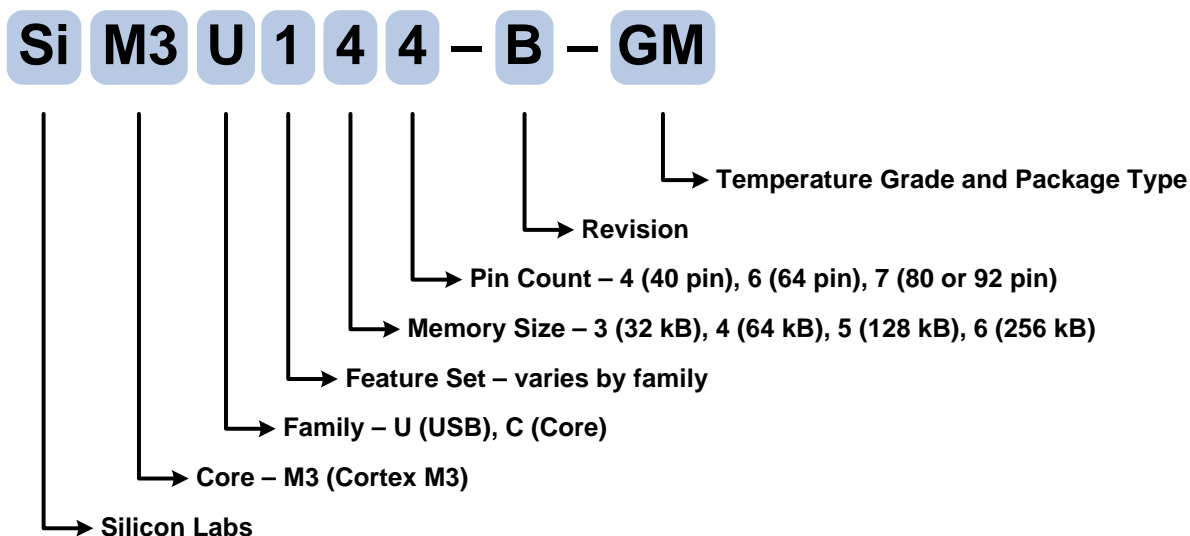 Si M3 U 1 4 4 – B – GM
Temperature Grade and Package Type
Revision
Pin Count – 4 (40 pin), 6 (64 pin), 7 (80 or 92 pin)
Memory Size – 3 (32 kB), 4 (64 kB), 5 (128 kB), 6 (256 kB)
Feature Set – varies by family
Family – U (USB), C (Core)
Core – M3 (Cortex M3)
Silicon Labs